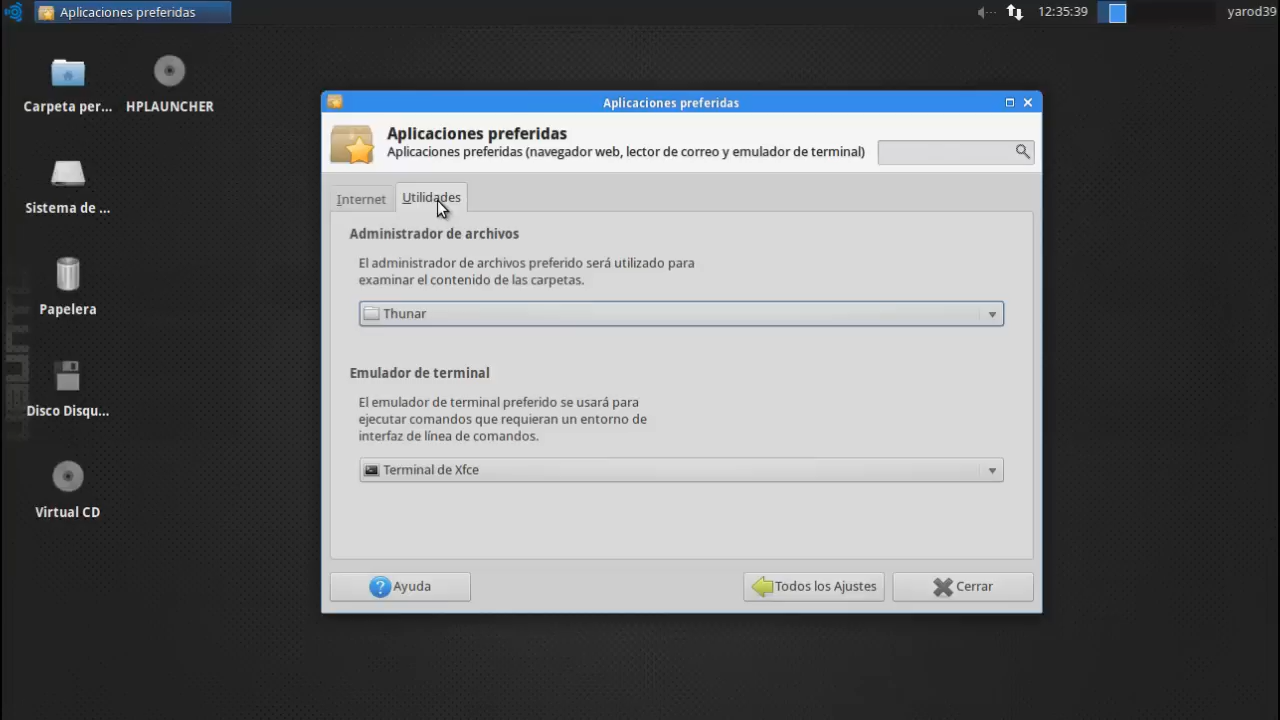 Aplicaciones preferidas
12:35:39
yarod39
Carpeta per...
HPLAUNCHER
Sistema de ...
Papelera
Disco Disqu...
Virtual CD
Aplicaciones preferidas
Aplicaciones preferidas
Aplicaciones preferidas (navegador web, lector de correo y emulador de terminal)
Internet
Utilidades
Administrador de archivos
El administrador de archivos preferido será utilizado para
examinar el contenido de las carpetas.
Thunar
Emulador de terminal
El emulador de terminal preferido se usará para
ejecutar comandos que requieran un entorno de
interfaz de línea de comandos.
Terminal de Xfce
Ayuda
Todos los Ajustes
Cerrar